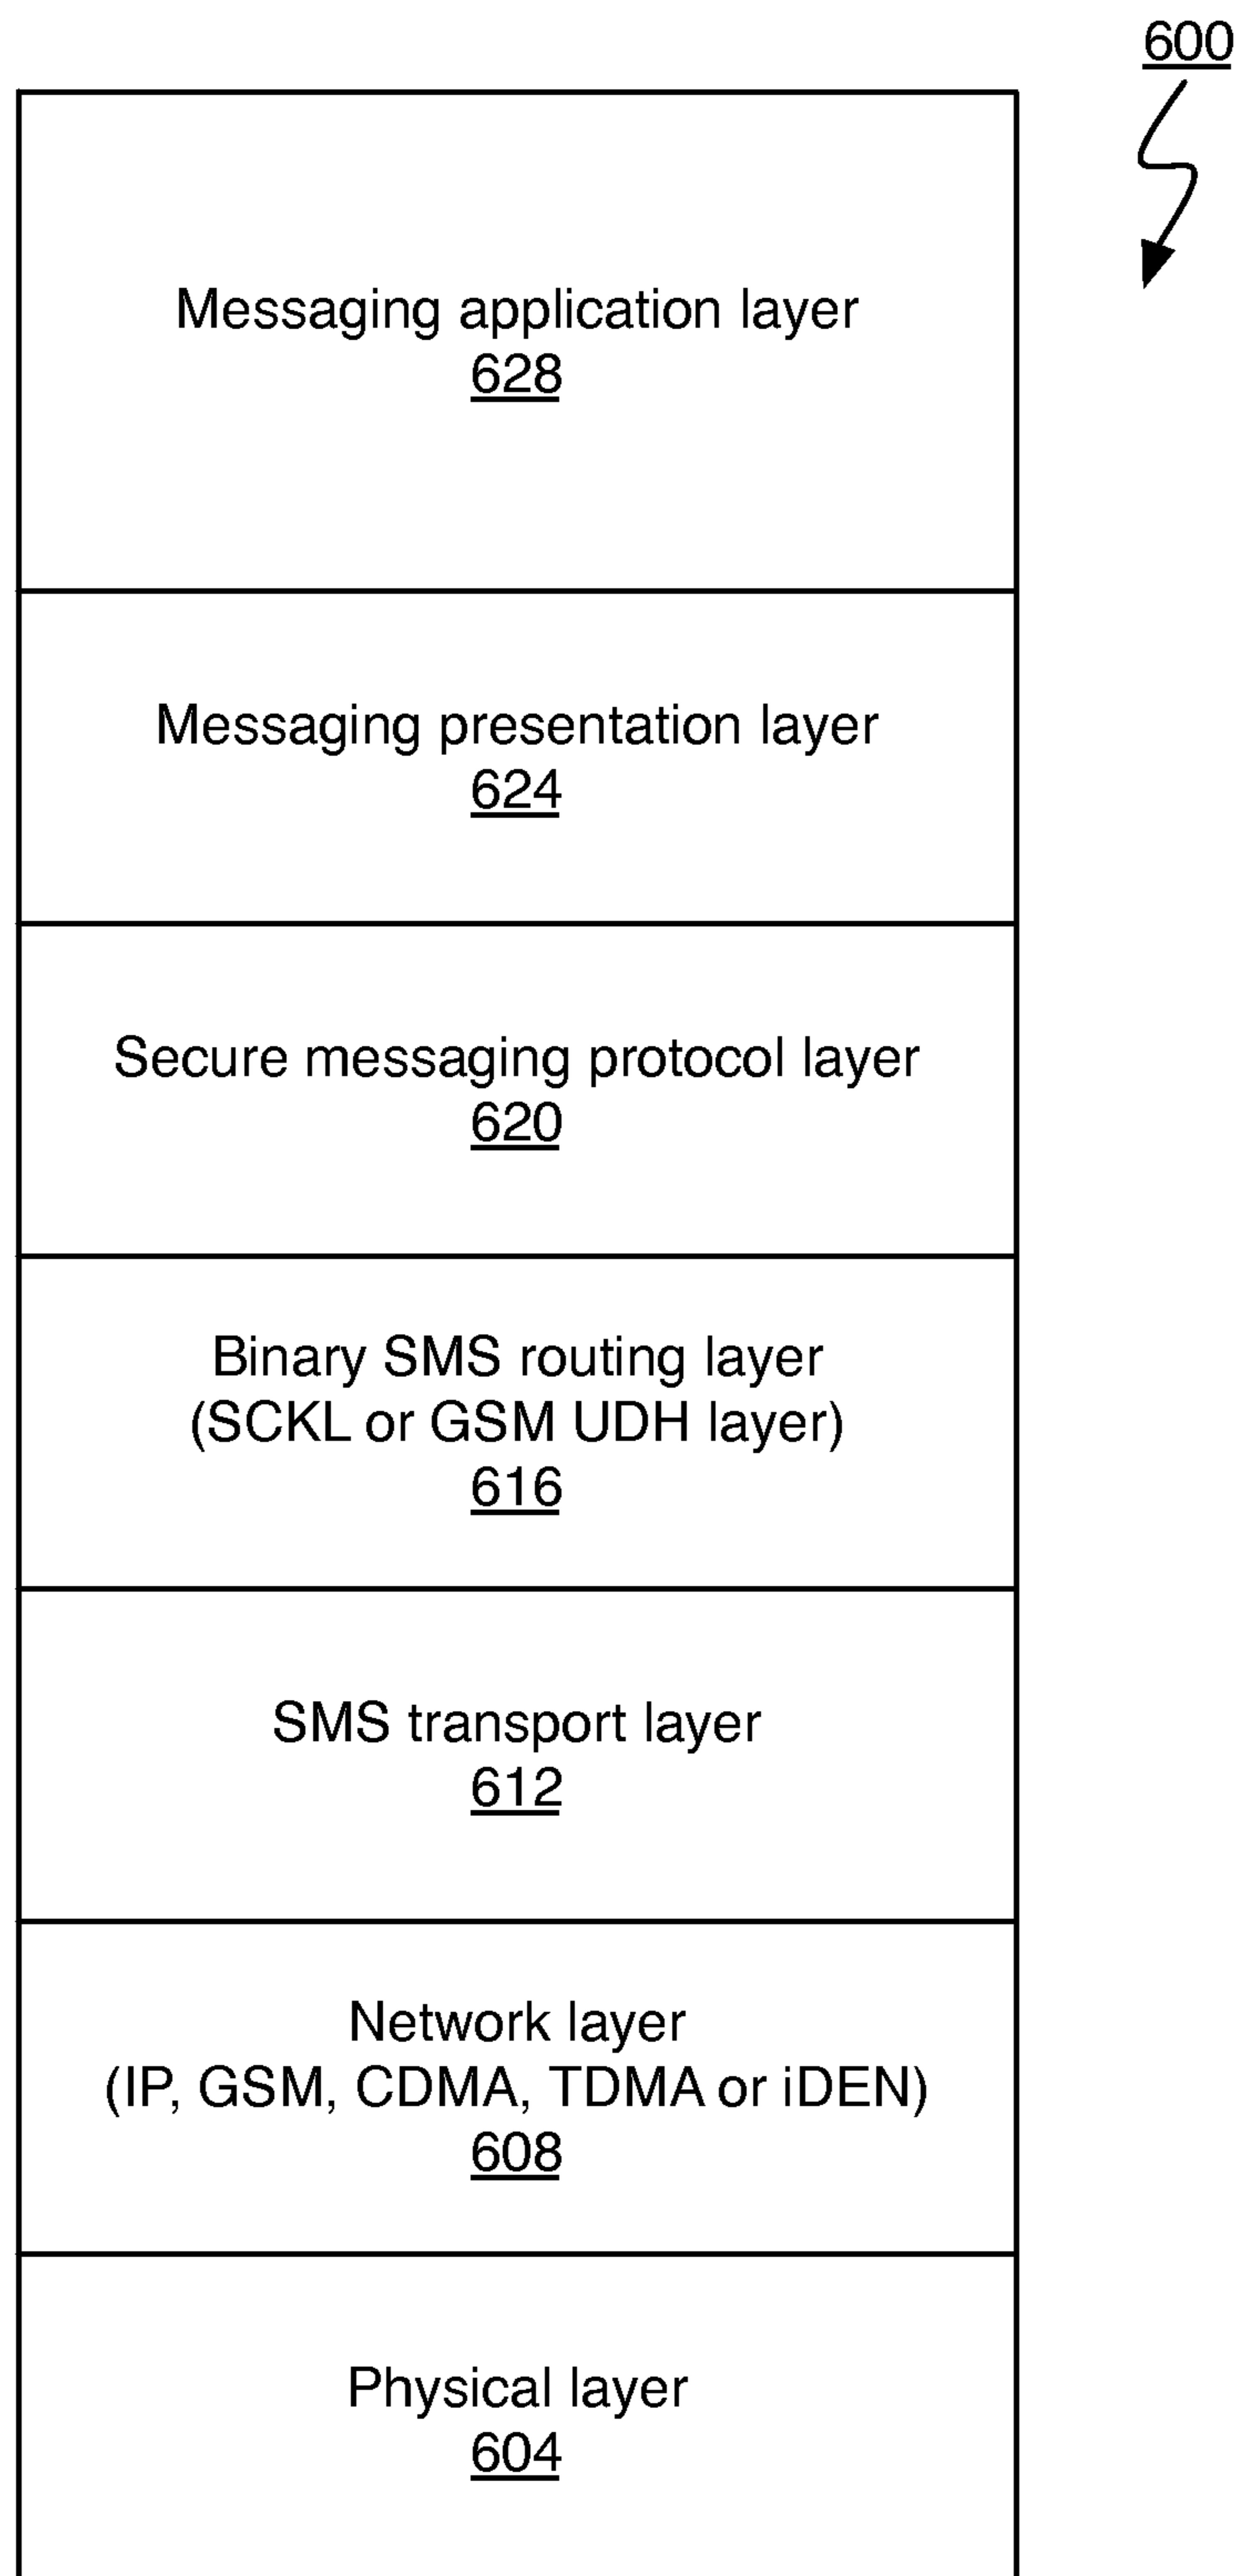 600
Messaging application layer
628
Messaging presentation layer
624
Secure messaging protocol layer
620
Binary SMS routing layer
(SCKL or GSM UDH layer)
616
SMS transport layer
612
Network layer
(IP, GSM, CDMA, TDMA or iDEN)
608
Physical layer
604